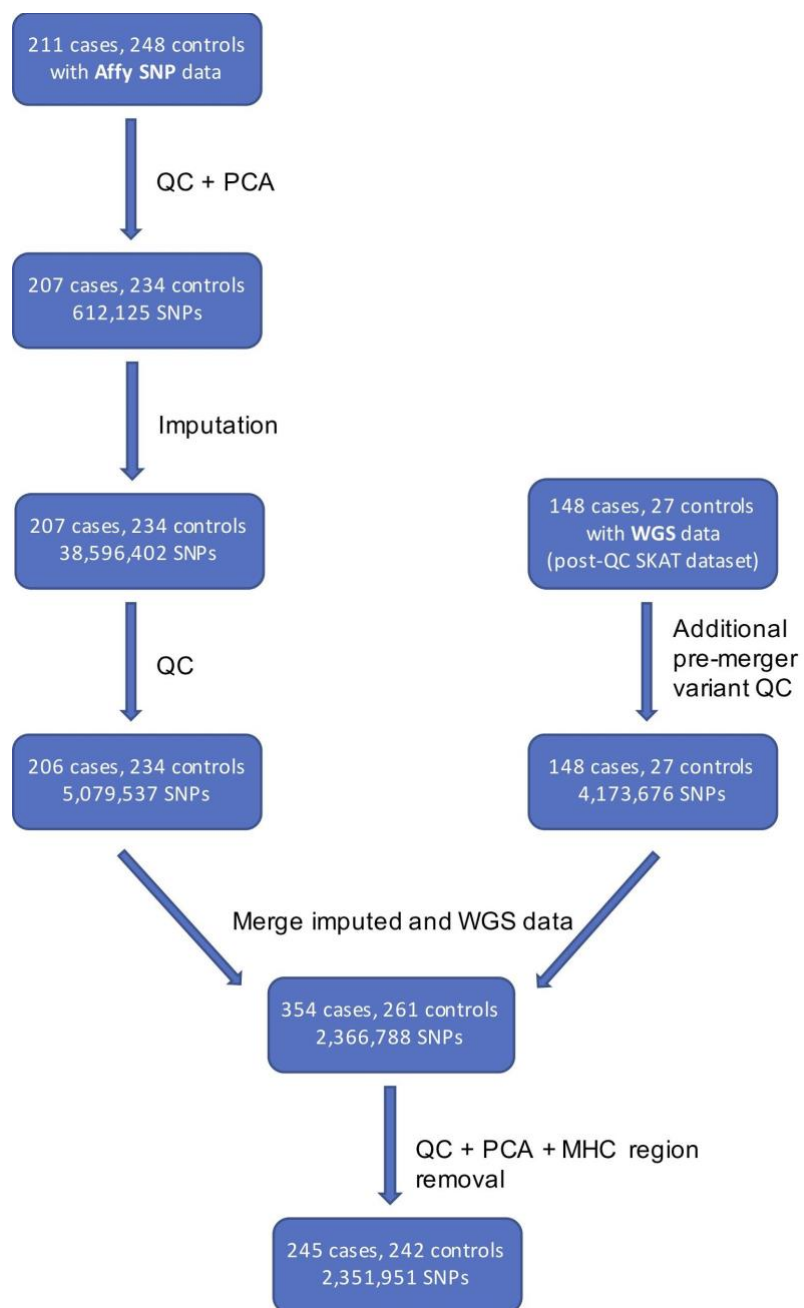 211 cases, 248 controls
with Affy SNP data
QC + PCA
207 cases, 234 controls
612,125 SNPs
Imputation
207 cases, 234 controls
38,596,402 SNPs
148 cases, 27 controls
with WGS data
(post-QC SKAT dataset)
QC
Additional
pre-merger
variant QC
206 cases, 234 controls
5,079,537 SNPs
148 cases, 27 controls
4,173,676 SNPs
Merge imputed and WGS data
354 cases, 261 controls
2,366,788 SNPs
QC + PCA + MHC region
removal
245 cases, 242 controls
2,351,951 SNPs